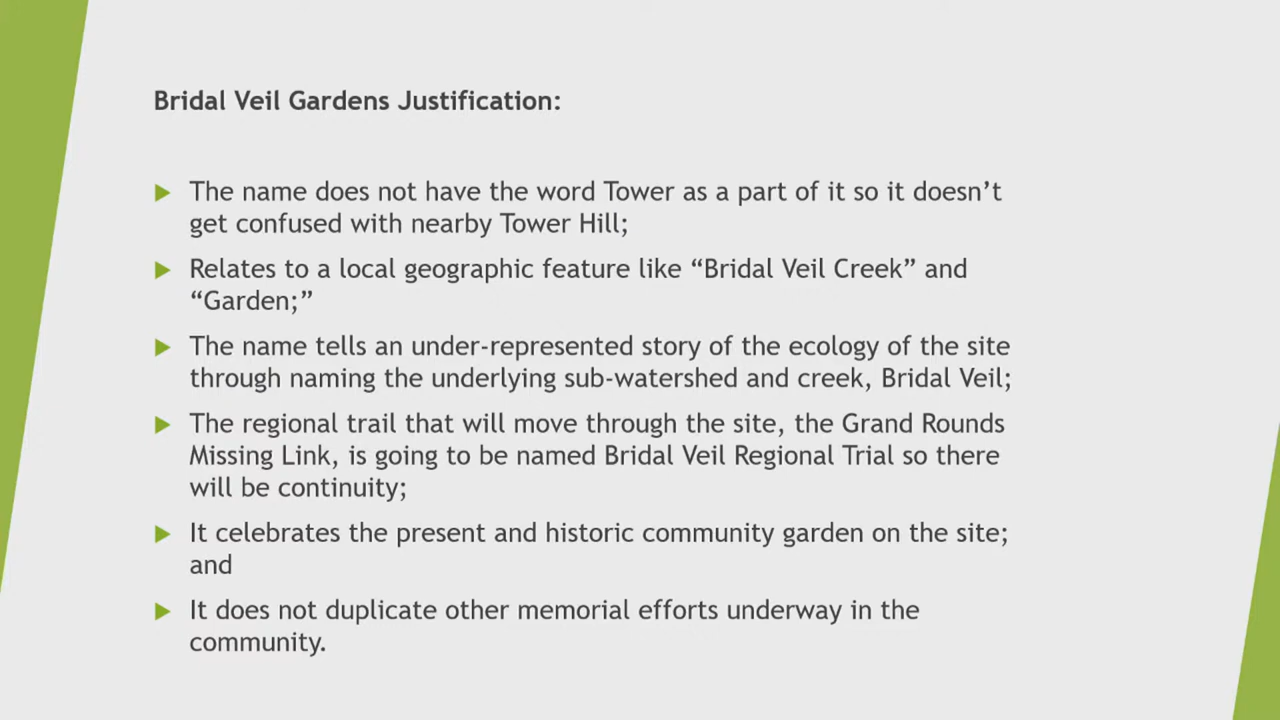 Bridal Veil Gardens Justification:
The name does not have the word Tower as a part of it so it doesn’t
get confused with nearby Tower Hill;
Relates to a local geographic feature like “Bridal Veil Creek” and
“Garden;”
The name tells an under-represented story of the ecology of the site
through naming the underlying sub-watershed and creek, Bridal Veil;
The regional trail that will move through the site, the Grand Rounds
Missing Link, is going to be named Bridal Veil Regional Trial so there
will be continuity;
It celebrates the present and historic community garden on the site;
and
It does not duplicate other memorial efforts underway in the
community.